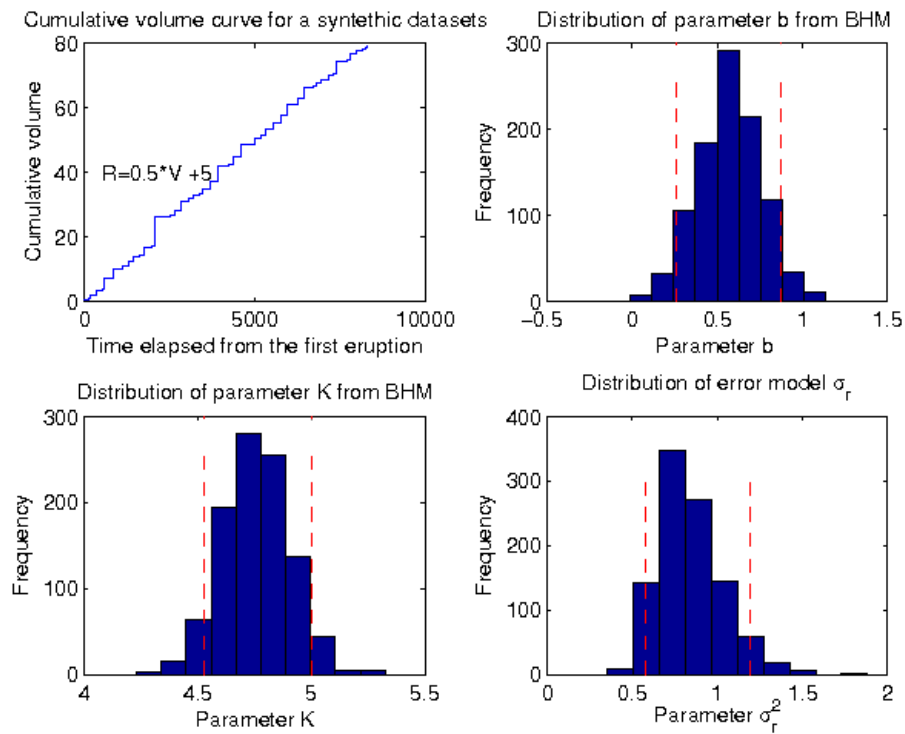 Cumulative volume curve for a syntethic datasets
80
60
40
20
0
Cumulative volume
R=0.5*V +5
0 5000 10000
Time elapsed from the first eruption
Distribution of parameter b from BHM
300
200
100
0
Frequency
−0.5 0 0.5 1 1.5
Parameter b
Distribution of parameter K from BHM
300
200
100
0
Frequency
4 4.5 5 5.5
Parameter K
Distribution of error model σ_r
400
300
200
100
0
Frequency
0 0.5 1 1.5 2
Parameter σ_r^2